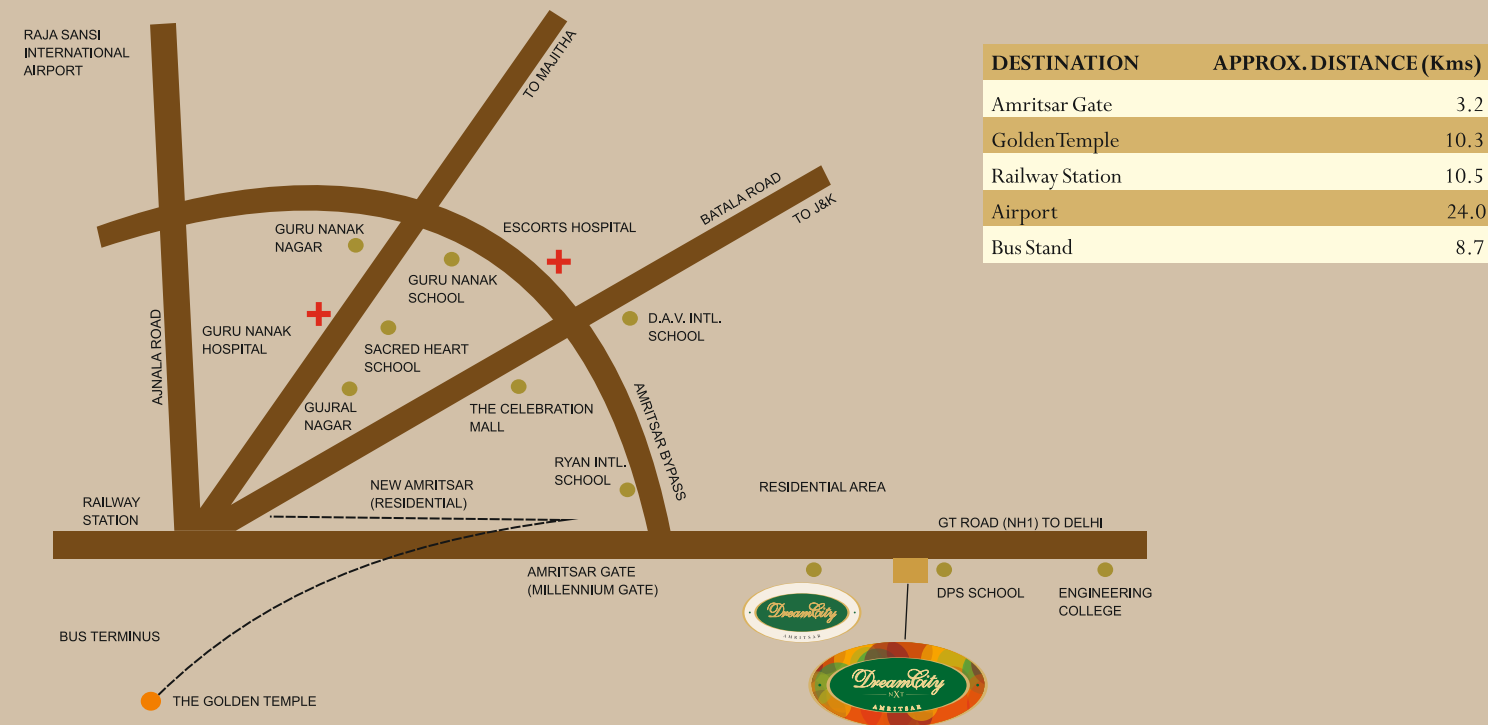 RAJA SANSI
INTERNATIONAL
AIRPORT
TO MAJITHA
BATALA ROAD
TO J&K
GURU NANAK
NAGAR
ESCORTS HOSPITAL
GURU NANAK
SCHOOL
AJNALA ROAD
GURU NANAK
HOSPITAL
D.A.V. INTL.
SCHOOL
SACRED HEART
SCHOOL
GUJRAL
NAGAR
THE CELEBRATION
MALL
AMRITSAR BYPASS
RYAN INTL.
SCHOOL
NEW AMRITSAR
(RESIDENTIAL)
RESIDENTIAL AREA
RAILWAY
STATION
GT ROAD (NH1) TO DELHI
AMRITSAR GATE
(MILLENNIUM GATE)
DPS SCHOOL
ENGINEERING
COLLEGE
DreamCity
AMRITSAR
BUS TERMINUS
THE GOLDEN TEMPLE
DreamCity
NXT
AMRITSAR
DESTINATION APPROX. DISTANCE (Kms)
Amritsar Gate 3.2
Golden Temple 10.3
Railway Station 10.5
Airport 24.0
Bus Stand 8.7